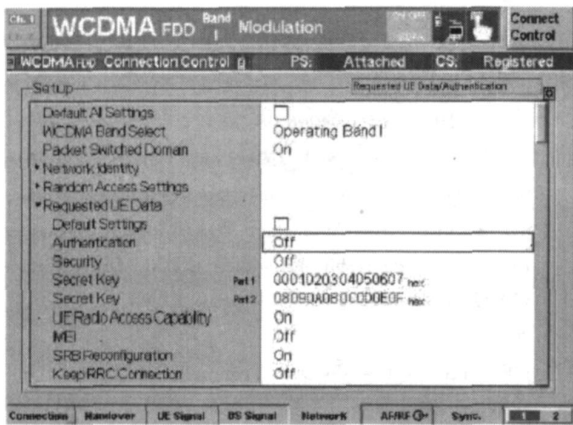 Ch. 1
WCDMA FDD Band I Modulation
Connect Control
WCDMA FDD Connection Control PS: Attached CS: Registered
Setup
Requested UE Data/Authentication
Default All Settings
WCDMA Band Select Operating Band I
Packet Switched Domain On
Network Identity
Random Access Settings
Requested UE Data
Default Settings
Authentication Off
Security Off
Secret Key Part 1 0001020304050607 hex
Secret Key Part 2 08090A0B0C0D0E0F hex
UE Radio Access Capability On
IMEI Off
SRB Reconfiguration On
Keep RRC Connection Off
Connection Handover UE Signal BS Signal Network AF/RF Sync. 1 2